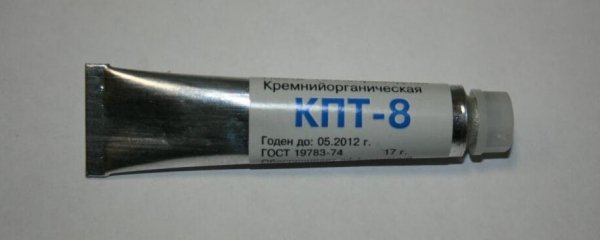 Кремнийорганическая
КПТ-8
Годен до: 05.2012 г.
ГОСТ 19783-74 17 г.